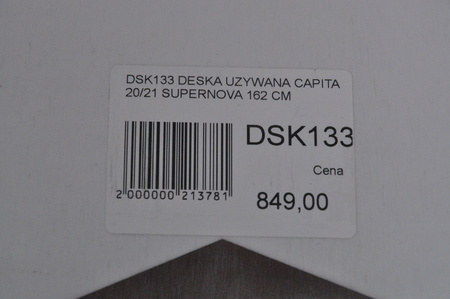 DSK133 DESKA UZYWANA CAPITA
20/21 SUPERNOVA 162 CM
DSK133
Cena
2 000000 213781
849,00